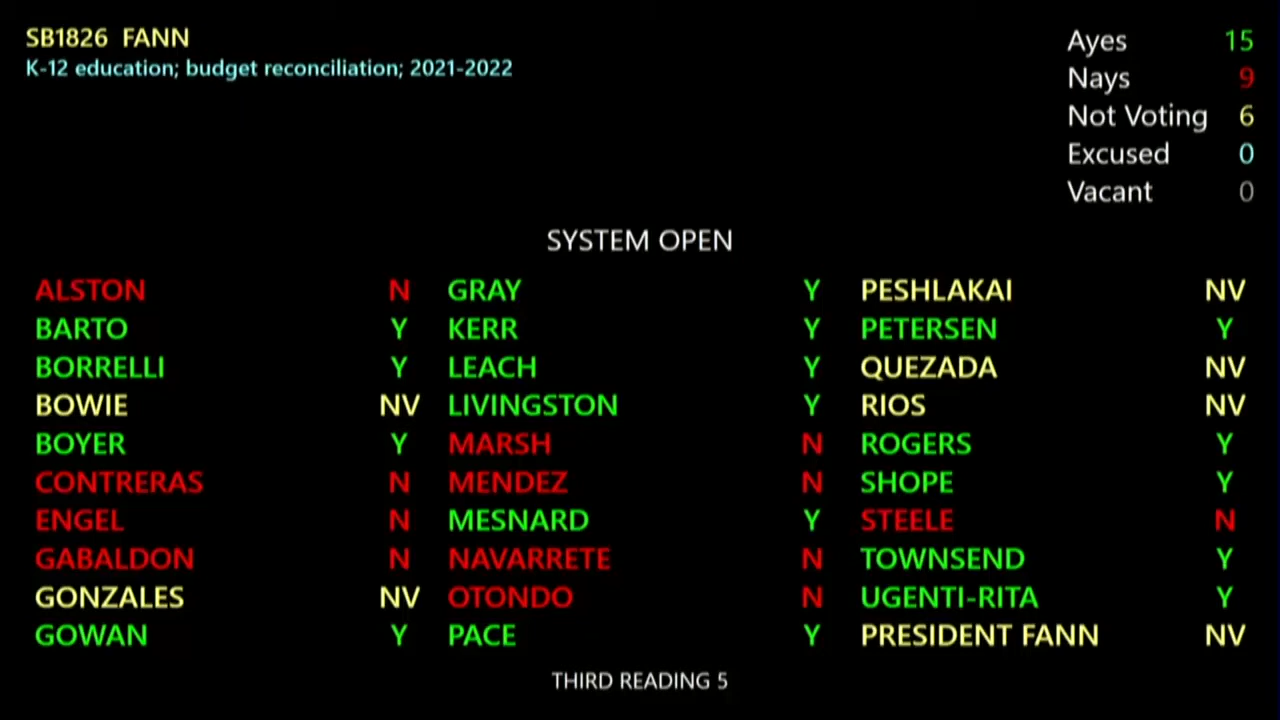 SB1826 FANN
K-12 education; budget reconciliation; 2021-2022
Ayes 15
Nays 9
Not Voting 6
Excused 0
Vacant 0
SYSTEM OPEN
ALSTON N GRAY Y PESHLAKAI NV
BARTO Y KERR Y PETERSEN Y
BORRELLI Y LEACH Y QUEZADA NV
BOWIE NV LIVINGSTON Y RIOS NV
BOYER Y MARSH N ROGERS Y
CONTRERAS N MENDEZ N SHOPE Y
ENGEL N MESNARD Y STEELE N
GABALDON N NAVARRETE N TOWNSEND Y
GONZALES NV OTONDO N UGENTI-RITA Y
GOWAN Y PACE Y PRESIDENT FANN NV
THIRD READING 5